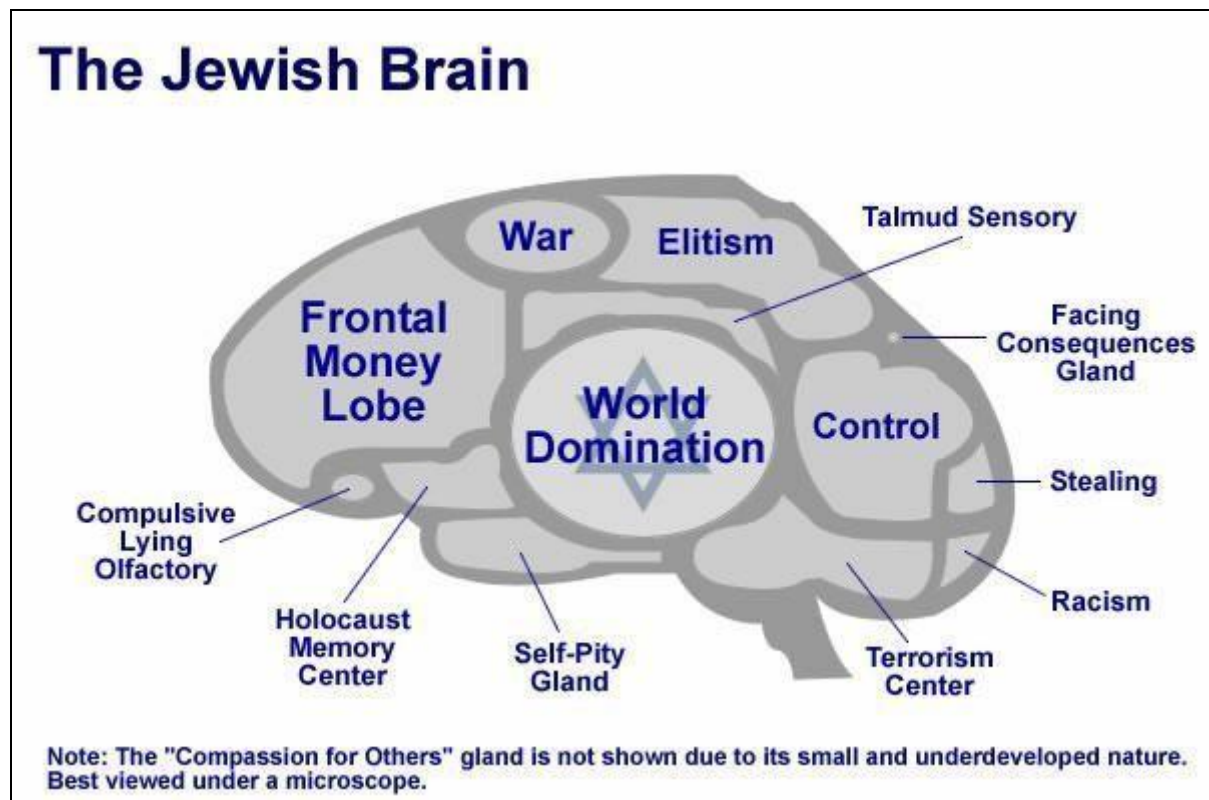 The Jewish Brain
War
Elitism
Talmud Sensory
Frontal
Money
Lobe
Facing
Consequences
Gland
World
Domination
Control
Stealing
Compulsive
Lying
Olfactory
Holocaust
Memory
Center
Self-Pity
Gland
Terrorism
Center
Racism
Note: The "Compassion for Others" gland is not shown due to its small and underdeveloped nature.
Best viewed under a microscope.